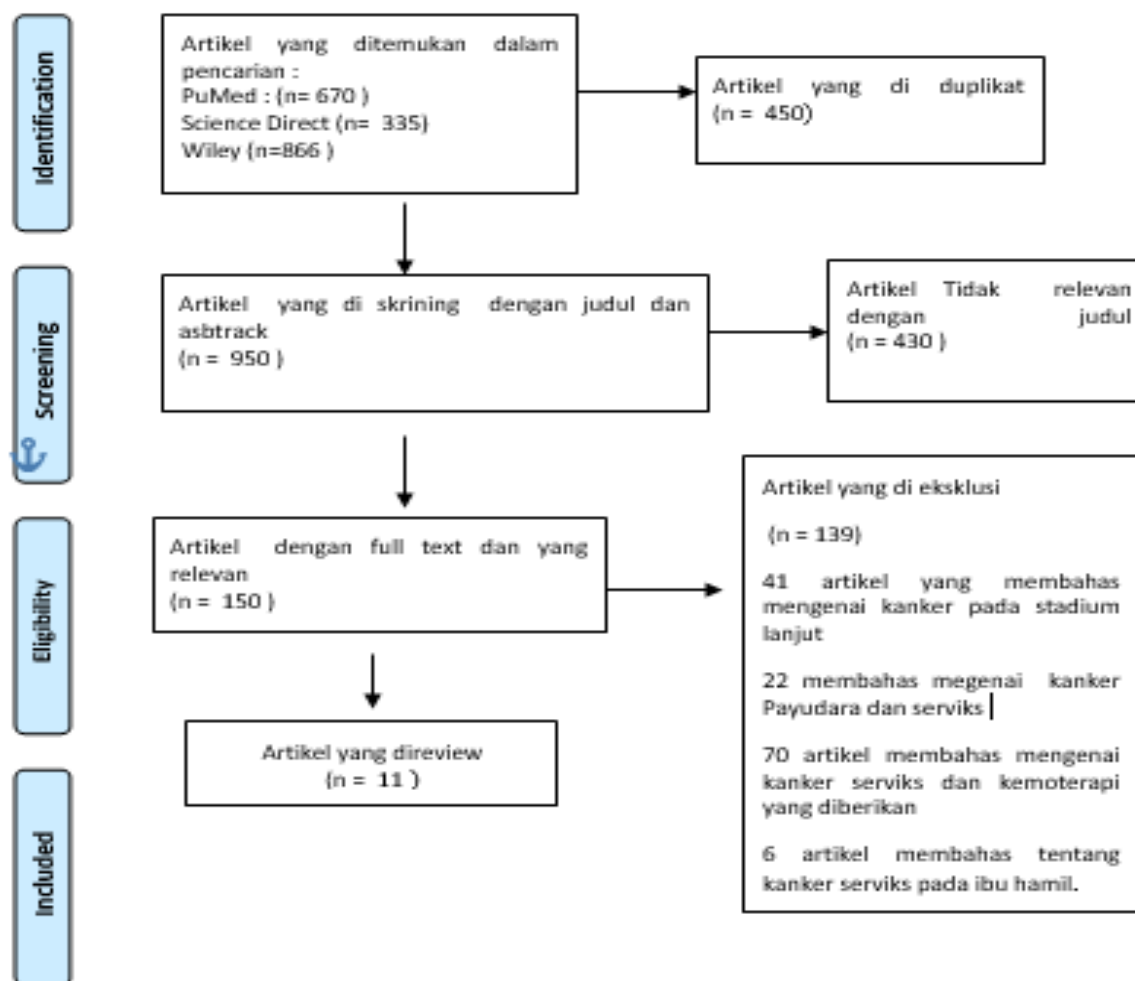 Identification
Artikel yang ditemukan dalam
pencarian :
PuMed : (n= 670 )
Science Direct (n= 335)
Wiley (n=866 )
Artikel yang di duplikat
(n = 450)
Screening
Artikel yang di skrining dengan judul dan
asbtrack
(n = 950 )
Artikel Tidak relevan
dengan judul
(n = 430 )
Eligibility
Artikel dengan full text dan yang
relevan
(n = 150 )
Artikel yang di eksklusi
(n = 139)
41 artikel yang membahas
mengenai kanker pada stadium
lanjut
22 membahas megenai kanker
Payudara dan serviks
70 artikel membahas mengenai
kanker serviks dan kemoterapi
yang diberikan
6 artikel membahas tentang
kanker serviks pada ibu hamil.
Included
Artikel yang direview
(n = 11 )